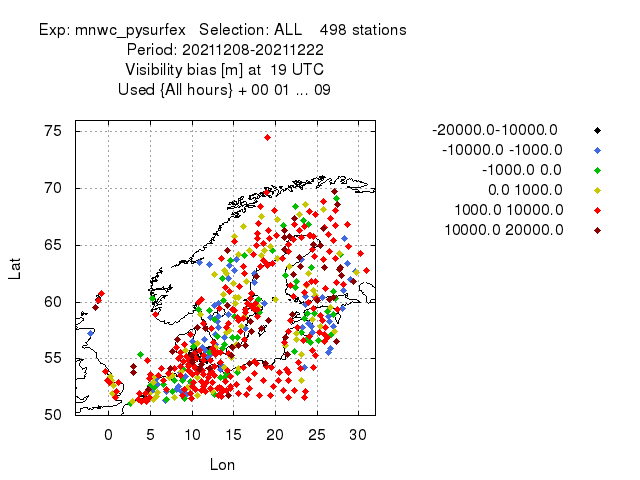 Exp: mnwc_pysurfex   Selection: ALL    498 stations
Period: 20211208-20211222
Visibility bias [m] at  19 UTC
Used {All hours} + 00 01 ... 09
-20000.0-10000.0
-10000.0 -1000.0
-1000.0 0.0
0.0 1000.0
1000.0 10000.0
10000.0 20000.0
75
70
65
60
55
50
Lat
0 5 10 15 20 25 30
Lon